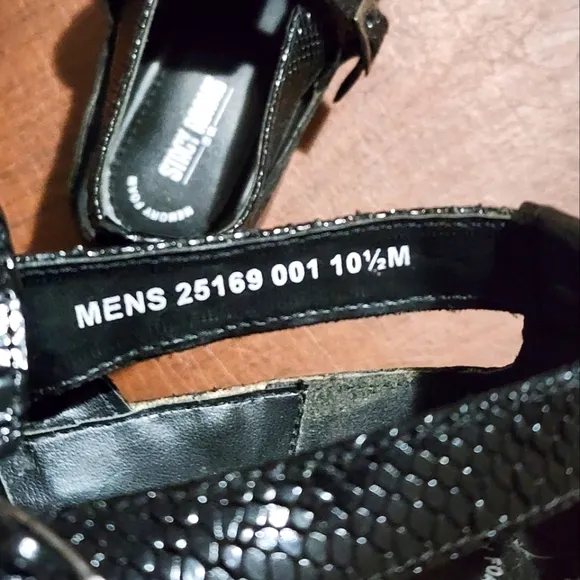 STACY ADAMS
MEMORY FOAM
MENS 25169 001 10½M